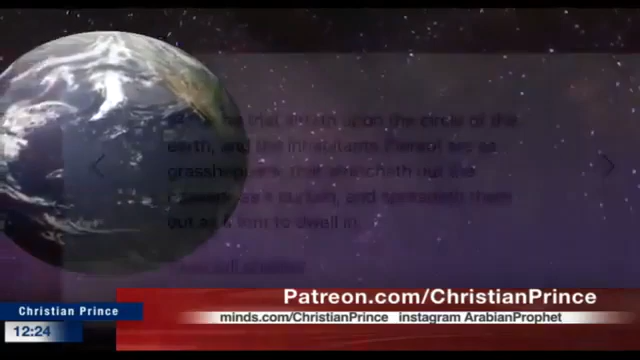 he that sitteth upon the circle of the
earth, and the inhabitants thereof are as
grasshoppers; that stretcheth out the
as a curtain, and spreadeth them
out as a tent to dwell in
Patreon.com/ChristianPrince
Christian Prince
minds.com/ChristianPrince instagram ArabianProphet
12:24